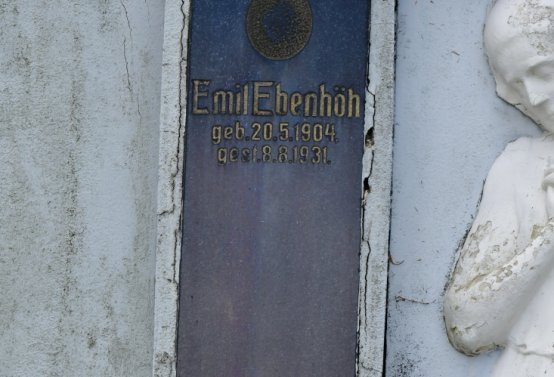 Emil Ebenhöh
geb. 20.5.1904.
gest. 8.8.1931.